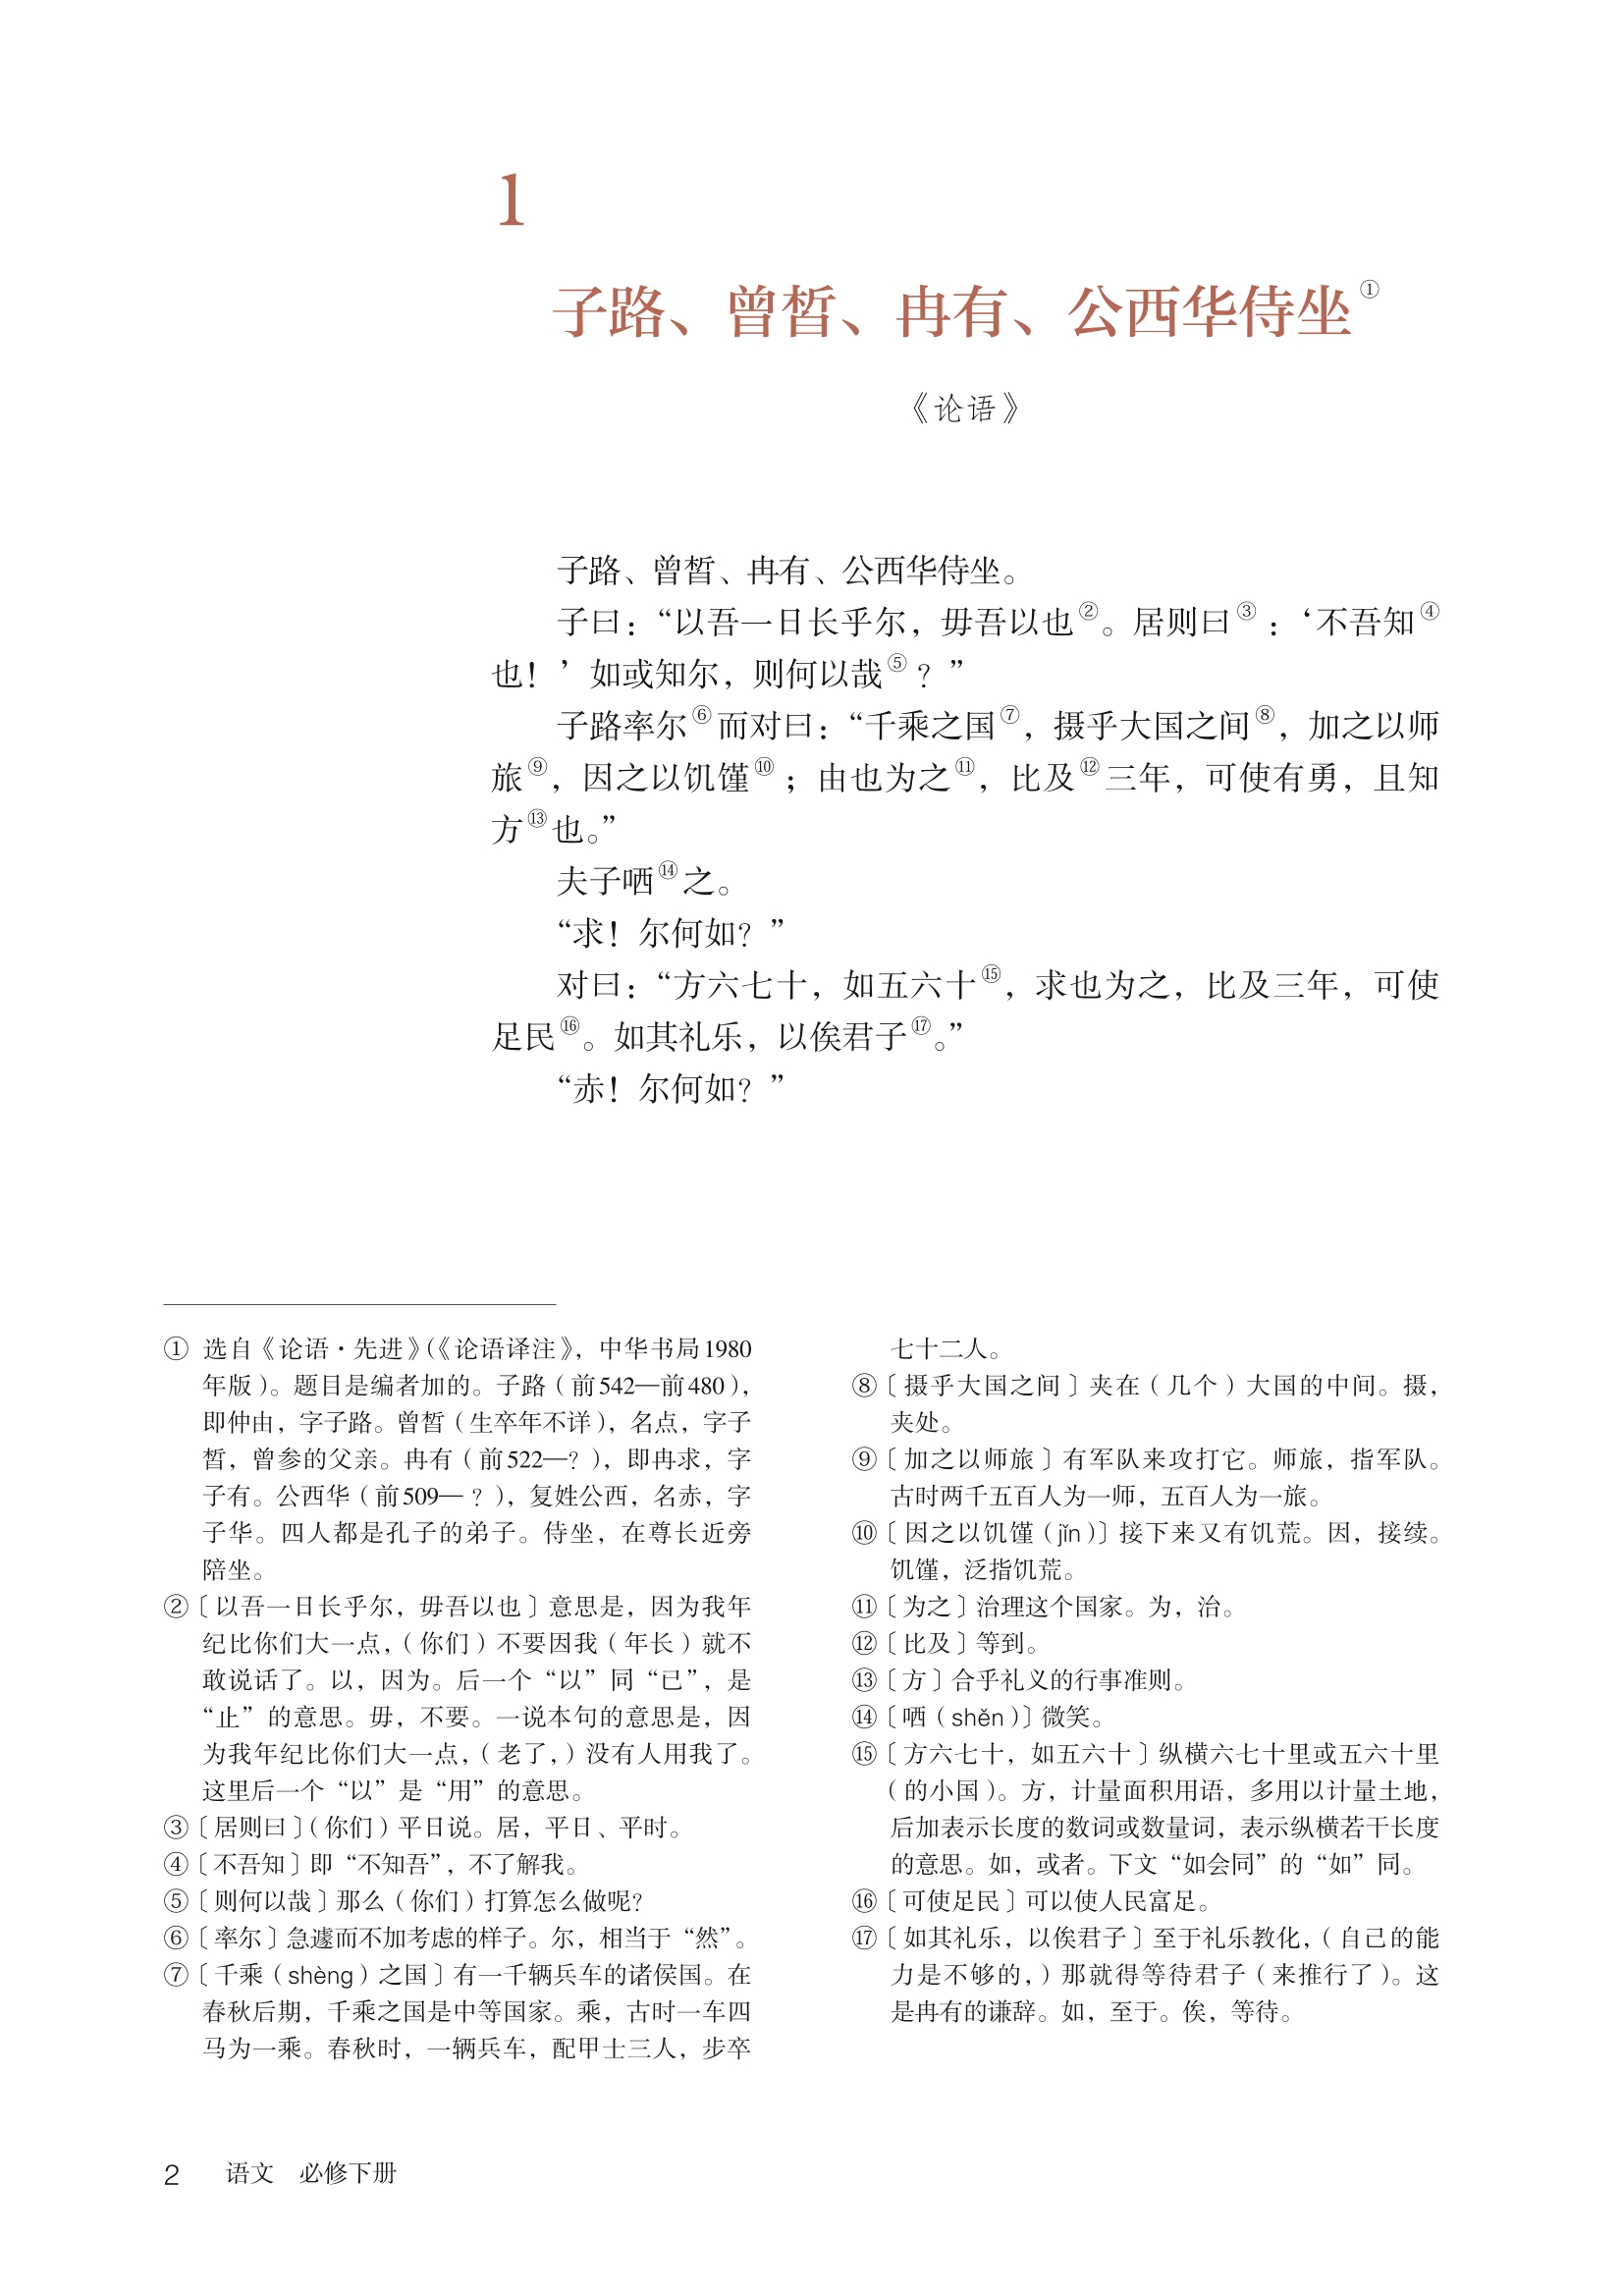 1
子路、曾皙、冉有、公西华侍坐①
《论语》
子路、曾皙、冉有、公西华侍坐。
子曰：“以吾一日长乎尔，毋吾以也②。居则曰③：‘不吾知④
也！’如或知尔，则何以哉⑤？”
子路率尔⑥而对曰：“千乘之国⑦，摄乎大国之间⑧，加之以师
旅⑨，因之以饥馑⑩；由也为之⑪，比及⑫三年，可使有勇，且知
方⑬也。”
夫子哂⑭之。
“求！尔何如？”
对曰：“方六七十，如五六十⑮，求也为之，比及三年，可使
足民⑯。如其礼乐，以俟君子⑰。”
“赤！尔何如？”
① 选自《论语·先进》（《论语译注》，中华书局1980
年版）。题目是编者加的。子路（前542—前480），
即仲由，字子路。曾皙（生卒年不详），名点，字子
皙，曾参的父亲。冉有（前522—？），即冉求，字
子有。公西华（前509—？），复姓公西，名赤，字
子华。四人都是孔子的弟子。侍坐，在尊长近旁
陪坐。
②〔以吾一日长乎尔，毋吾以也〕意思是，因为我年
纪比你们大一点，（你们）不要因我（年长）就不
敢说话了。以，因为。后一个“以”同“已”，是
“止”的意思。毋，不要。一说本句的意思是，因
为我年纪比你们大一点，（老了，）没有人用我了。
这里后一个“以”是“用”的意思。
③〔居则曰〕（你们）平日说。居，平日、平时。
④〔不吾知〕即“不知吾”，不了解我。
⑤〔则何以哉〕那么（你们）打算怎么做呢？
⑥〔率尔〕急遽而不加考虑的样子。尔，相当于“然”。
⑦〔千乘（shèng）之国〕有一千辆兵车的诸侯国。在
春秋后期，千乘之国是中等国家。乘，古时一车四
马为一乘。春秋时，一辆兵车，配甲士三人，步卒
七十二人。
⑧〔摄乎大国之间〕夹在（几个）大国的中间。摄，
夹处。
⑨〔加之以师旅〕有军队来攻打它。师旅，指军队。
古时两千五百人为一师，五百人为一旅。
⑩〔因之以饥馑（jǐn）〕接下来又有饥荒。因，接续。
饥馑，泛指饥荒。
⑪〔为之〕治理这个国家。为，治。
⑫〔比及〕等到。
⑬〔方〕合乎礼义的行事准则。
⑭〔哂（shěn）〕微笑。
⑮〔方六七十，如五六十〕纵横六七十里或五六十里
（的小国）。方，计量面积用语，多用以计量土地，
后加表示长度的数词或数量词，表示纵横若干长度
的意思。如，或者。下文“如会同”的“如”同。
⑯〔可使足民〕可以使人民富足。
⑰〔如其礼乐，以俟君子〕至于礼乐教化，（自己的能
力是不够的，）那就得等待君子（来推行了）。这
是冉有的谦辞。如，至于。俟，等待。
2 语文 必修下册